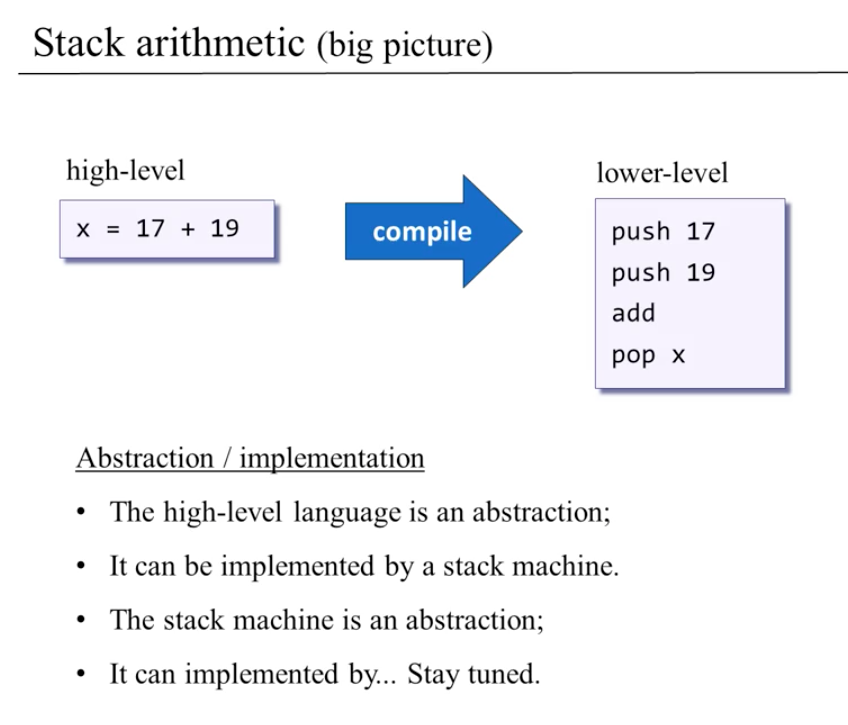 Stack arithmetic (big picture)
high-level
x = 17 + 19
compile
lower-level
push 17
push 19
add
pop x
Abstraction / implementation
• The high-level language is an abstraction;
• It can be implemented by a stack machine.
• The stack machine is an abstraction;
• It can implemented by... Stay tuned.